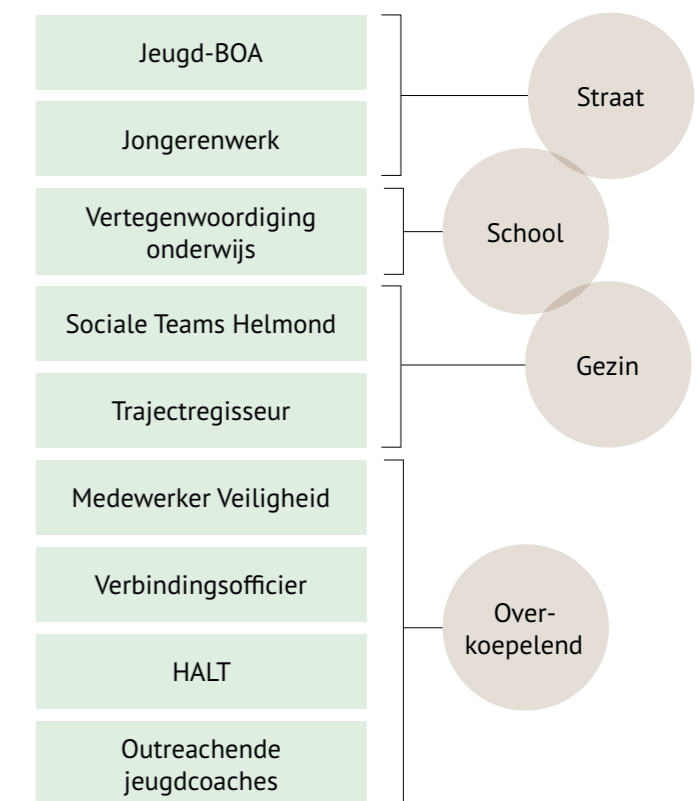 Jeugd-BOA
Jongerenwerk
Straat
Vertegenwoordiging
onderwijs
School
Sociale Teams Helmond
Trajectregisseur
Gezin
Medewerker Veiligheid
Verbindingsofficier
HALT
Outreachende
jeugdcoaches
Over-
koepelend